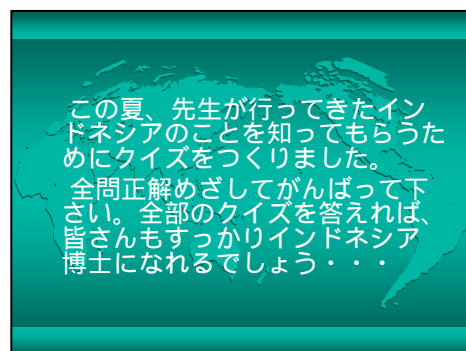 この夏、先生が行ってきたイン
ドネシアのことを知ってもらうた
めにクイズをつくりました。
全問正解めざしてがんばって下
さい。全部のクイズを答えれば、
皆さんもすっかりインドネシア
博士になれるでしょう・・・